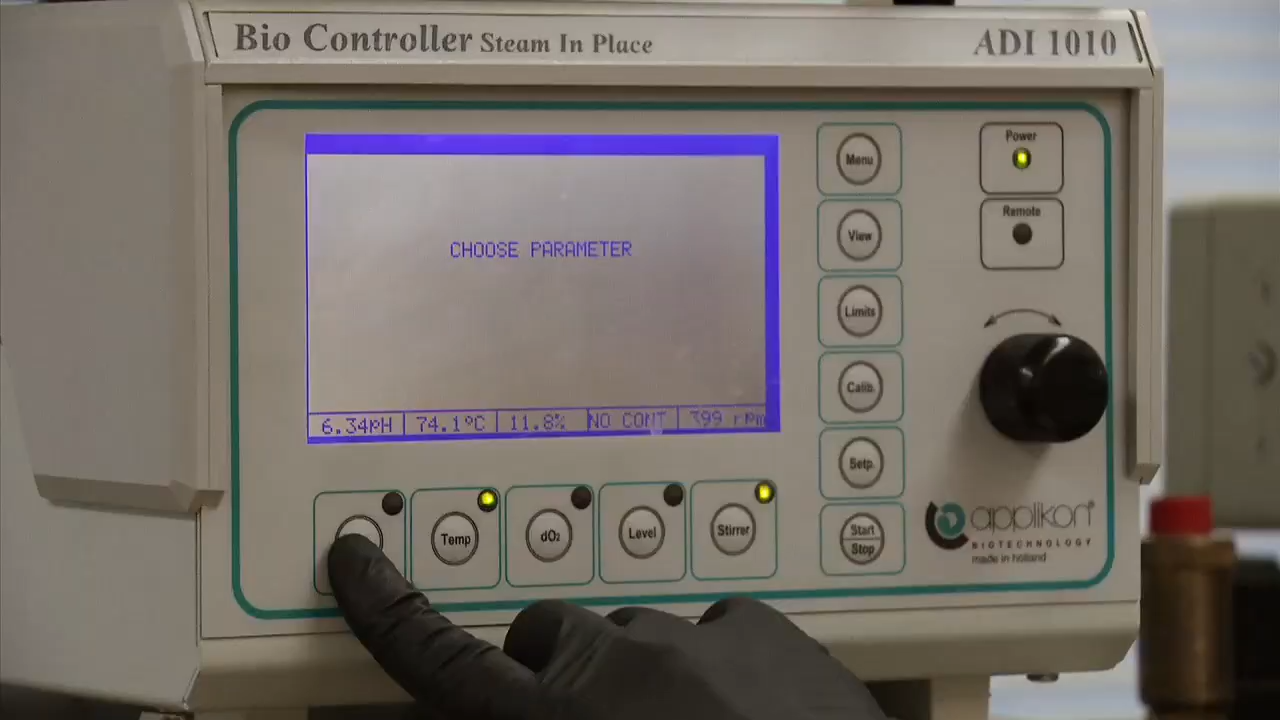 Bio Controller Steam In Place
ADI 1010
CHOOSE PARAMETER
6.34pH 74.1°C 11.8% NO CONT 399 rpm
Menu
View
Limits
Calib.
Setp.
Start
Stop
Power
Remote
Temp
dO₂
Level
Stirrer
applikon®
BIOTECHNOLOGY
made in holland